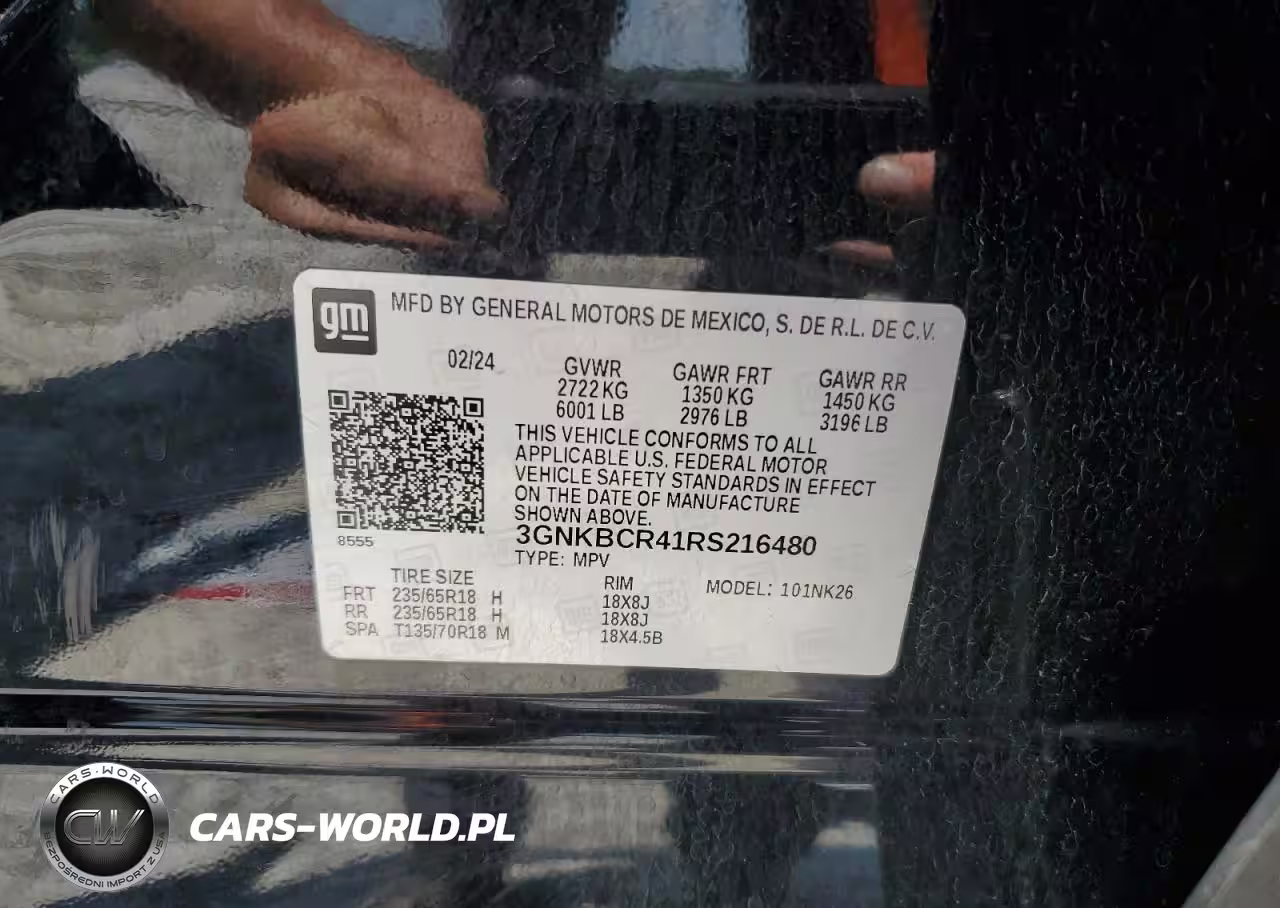 gm
MFD BY GENERAL MOTORS DE MEXICO, S. DE R.L. DE C.V.
02/24
GVWR GAWR FRT GAWR RR
2722 KG 1350 KG 1450 KG
6001 LB 2976 LB 3196 LB
THIS VEHICLE CONFORMS TO ALL
APPLICABLE U.S. FEDERAL MOTOR
VEHICLE SAFETY STANDARDS IN EFFECT
ON THE DATE OF MANUFACTURE
SHOWN ABOVE.
8555
3GNKBCR41RS216480
TYPE: MPV
TIRE SIZE RIM MODEL: 101NK26
FRT 235/65R18 H 18X8J
RR 235/65R18 H 18X8J
SPA T135/70R18 M 18X4.5B
CARS-WORLD
CW
BEZPOŚREDNI IMPORT Z USA
CARS-WORLD.PL